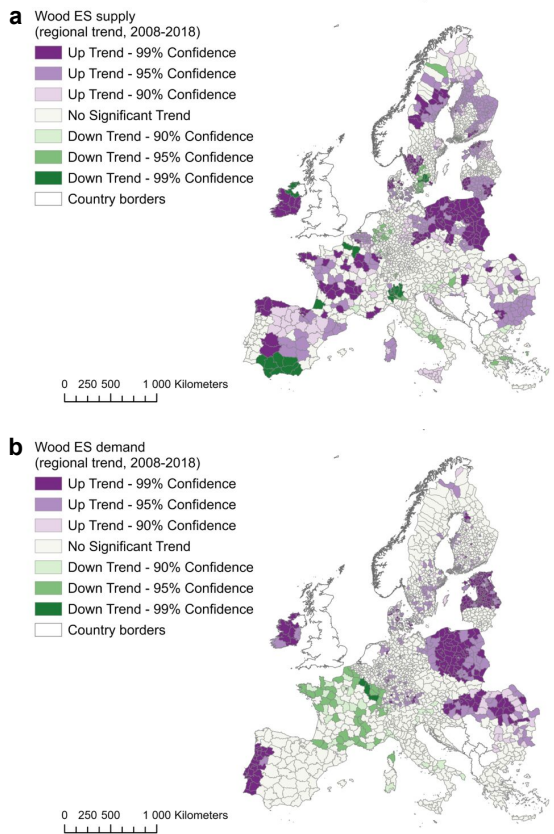 a
Wood ES supply
(regional trend, 2008-2018)
Up Trend - 99% Confidence
Up Trend - 95% Confidence
Up Trend - 90% Confidence
No Significant Trend
Down Trend - 90% Confidence
Down Trend - 95% Confidence
Down Trend - 99% Confidence
Country borders
0 250 500 1 000 Kilometers
b
Wood ES demand
(regional trend, 2008-2018)
Up Trend - 99% Confidence
Up Trend - 95% Confidence
Up Trend - 90% Confidence
No Significant Trend
Down Trend - 90% Confidence
Down Trend - 95% Confidence
Down Trend - 99% Confidence
Country borders
0 250 500 1 000 Kilometers